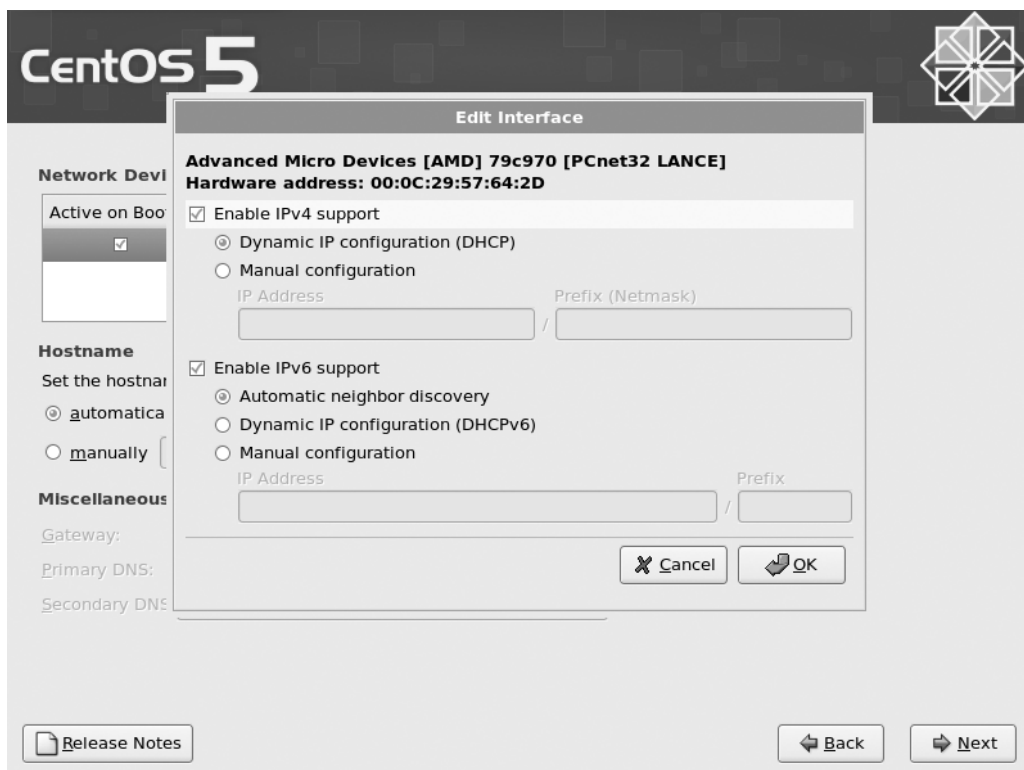 CentOS 5
Edit Interface
Advanced Micro Devices [AMD] 79c970 [PCnet32 LANCE]
Hardware address: 00:0C:29:57:64:2D
Network Devi
Active on Boo
Enable IPv4 support
Dynamic IP configuration (DHCP)
Manual configuration
IP Address Prefix (Netmask)
/
Hostname
Set the hostnar
automatica
manually
Enable IPv6 support
Automatic neighbor discovery
Dynamic IP configuration (DHCPv6)
Manual configuration
IP Address Prefix
/
Miscellaneous
Gateway:
Primary DNS:
Secondary DNS
Cancel OK
Release Notes Back Next